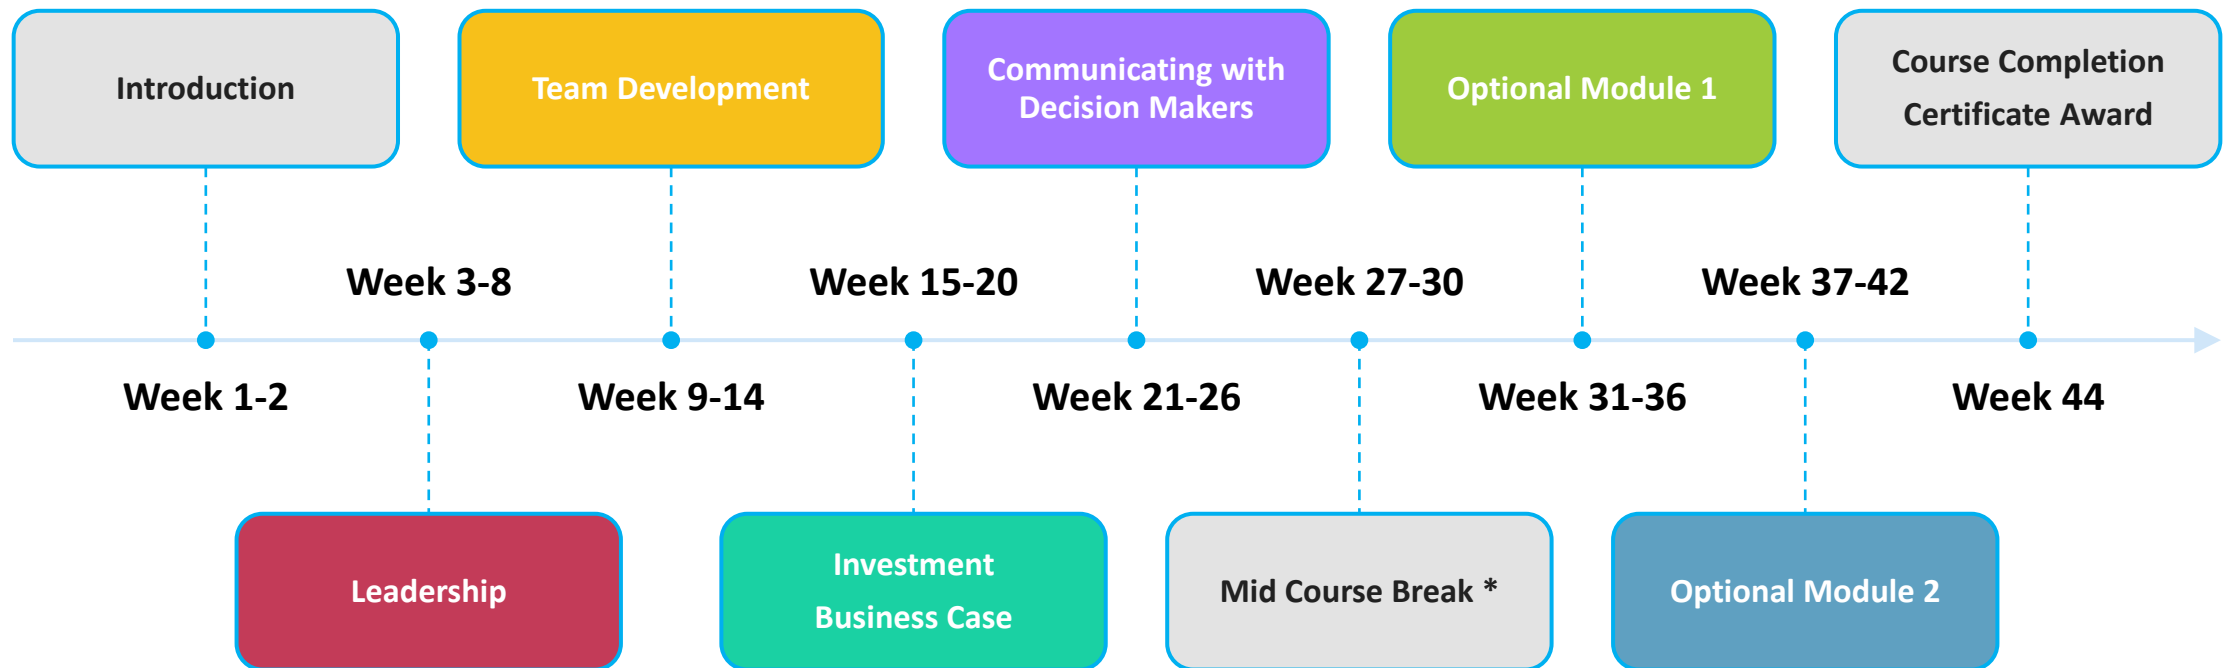 Introduction
Team Development
Communicating with
Decision Makers
Optional Module 1
Course Completion
Certificate Award
Week 3-8
Week 15-20
Week 27-30
Week 37-42
Week 1-2
Week 9-14
Week 21-26
Week 31-36
Week 44
Leadership
Investment
Business Case
Mid Course Break *
Optional Module 2